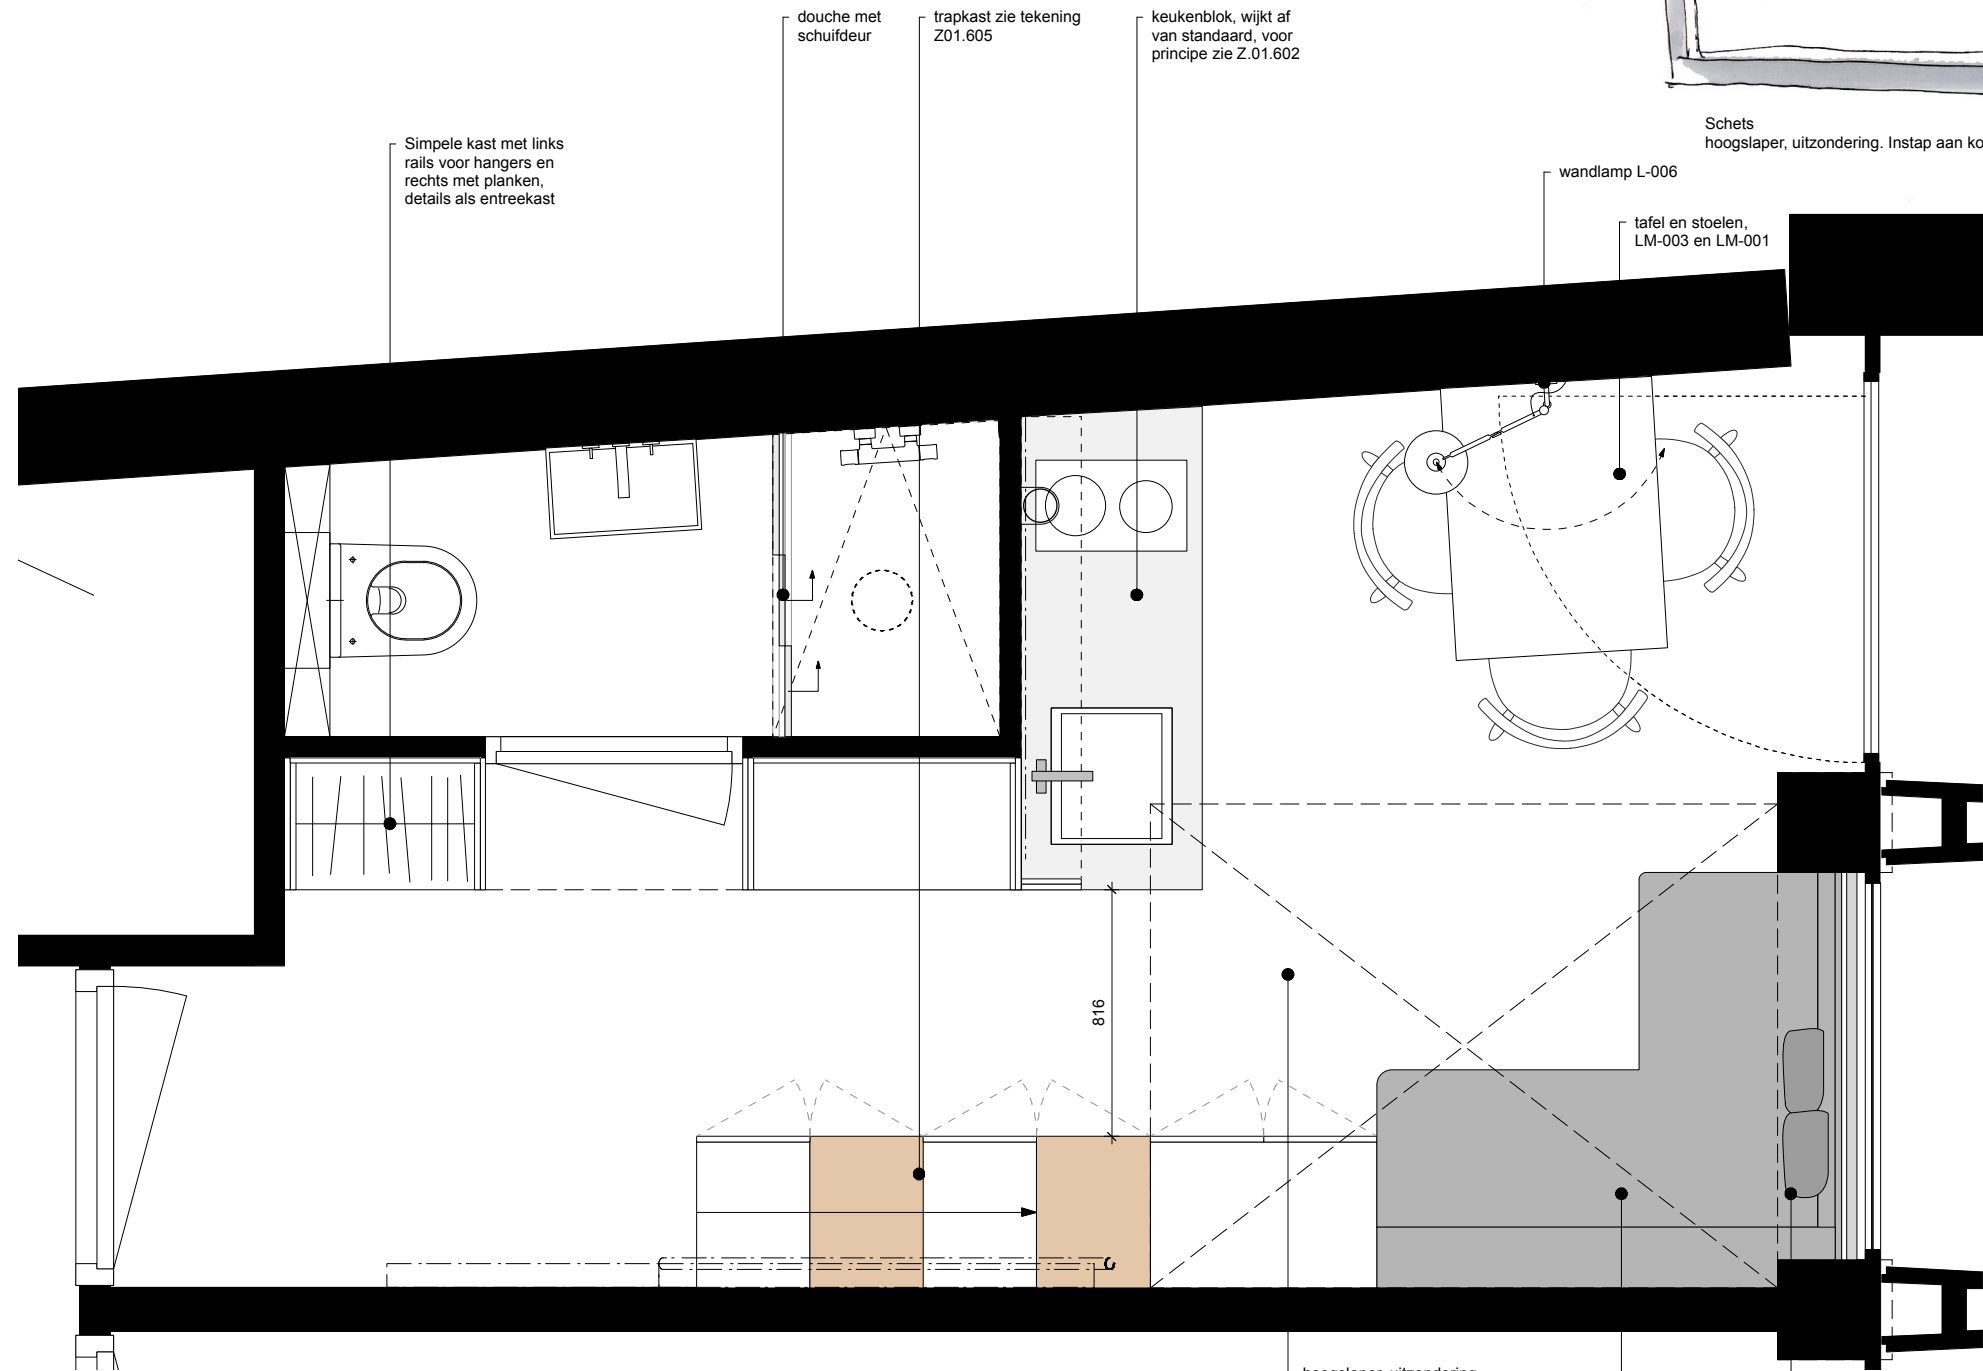 douche met
schuifdeur
trapkast zie tekening
Z01.605
keukenblok, wijkt af
van standaard, voor
principe zie Z.01.602
Schets
hoogslaper, uitzondering. Instap aan ko
Simpele kast met links
rails voor hangers en
rechts met planken,
details als entreekast
wandlamp L-006
tafel en stoelen,
LM-003 en LM-001
816
hoogslaper, uitzondering